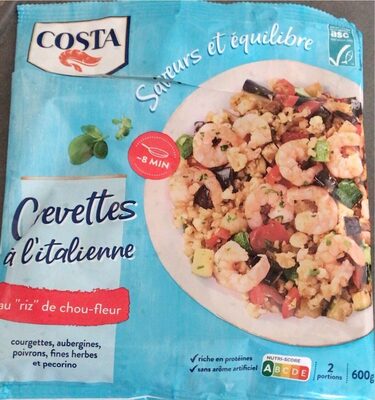 COSTA
Saveurs et équilibre
asc
~8 MIN
Cevettes
à l'italienne
au "riz" de chou-fleur
courgettes, aubergines,
poivrons, fines herbes
et pecorino
✓ riche en protéines
✓ sans arôme artificiel
NUTRI-SCORE
A B C D E
2
portions
600g